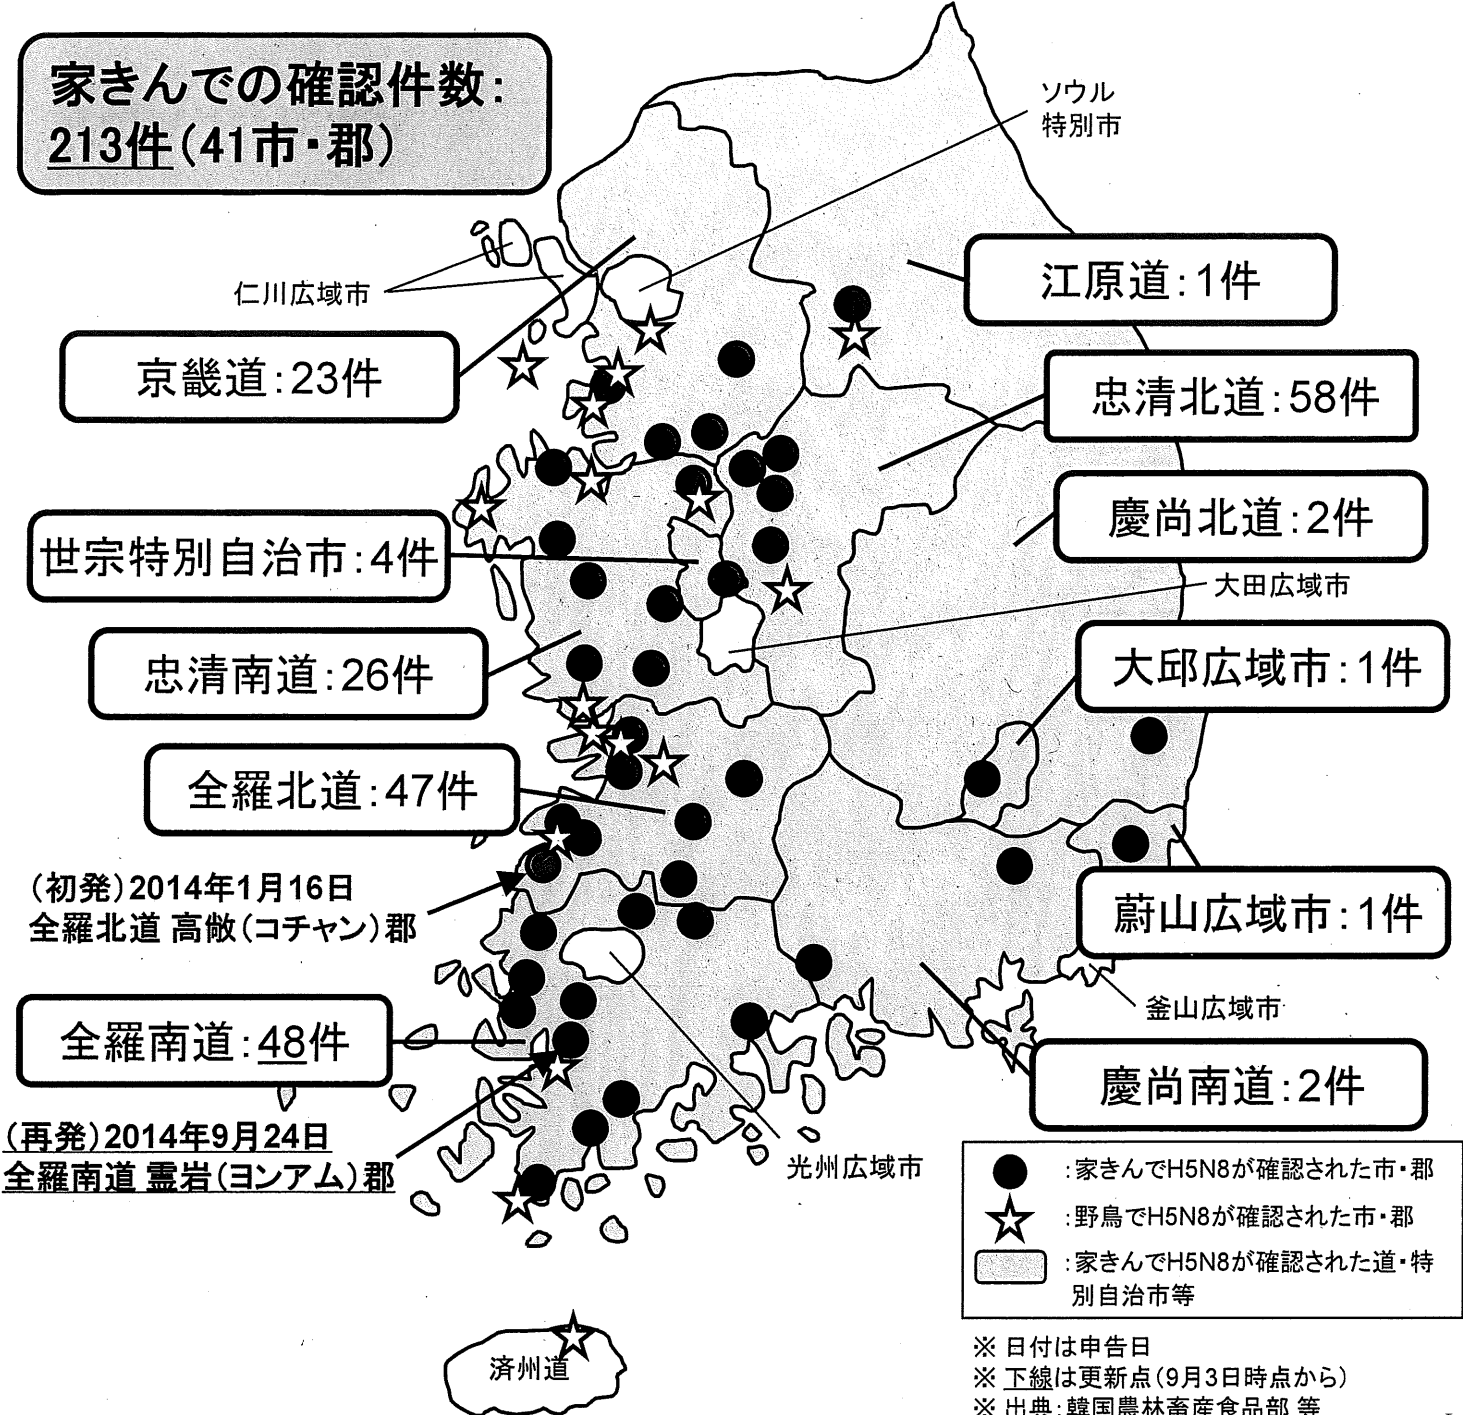 家きんでの確認件数：
213件（41市・郡）
ソウル
特別市
仁川広域市
江原道：1件
京畿道：23件
忠清北道：58件
慶尚北道：2件
世宗特別自治市：4件
大田広域市
忠清南道：26件
大邱広域市：1件
全羅北道：47件
（初発）2014年1月16日
全羅北道 高敞（コチャン）郡
蔚山広域市：1件
釜山広域市
全羅南道：48件
慶尚南道：2件
（再発）2014年9月24日
全羅南道 霊岩（ヨンアム）郡
光州広域市
：家きんでH5N8が確認された市・郡
：野鳥でH5N8が確認された市・郡
：家きんでH5N8が確認された道・特
別自治市等
済州道
※ 日付は申告日
※ 下線は更新点（9月3日時点から）
※ 出典：韓国農林畜産食品部 等